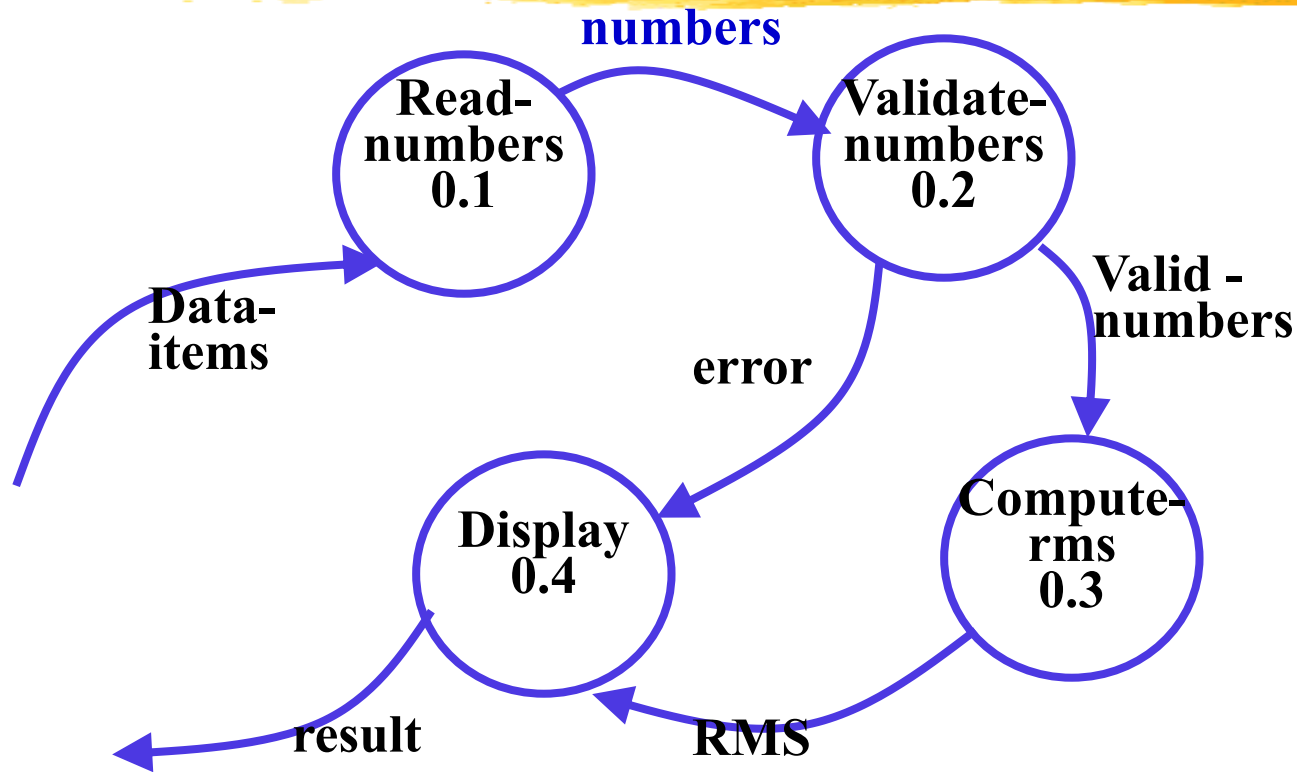 numbers
Read-
numbers
0.1
Validate-
numbers
0.2
Data-
items
Valid -
numbers
error
Display
0.4
Compute-
rms
0.3
result
RMS